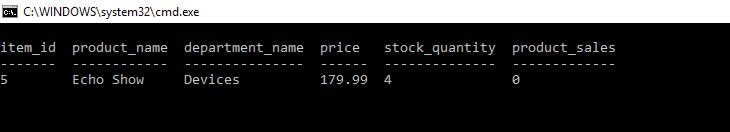 C:\WINDOWS\system32\cmd.exe
item_id  product_name  department_name  price   stock_quantity  product_sales
-------  ------------  ---------------  ------  --------------  -------------
5        Echo Show     Devices          179.99  4               0